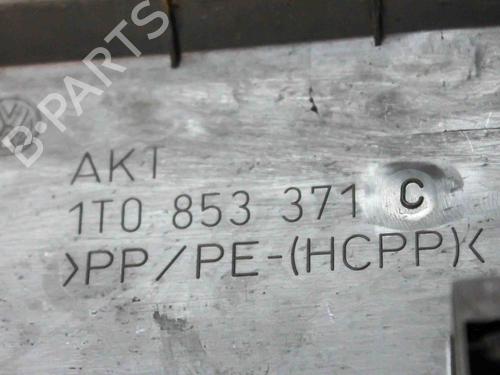 B-PARTS
AKT
1T0 853 371 C
>PP/PE-(HCPP)<